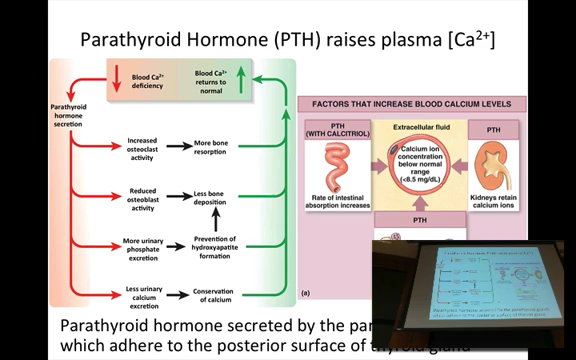 Parathyroid Hormone (PTH) raises plasma [Ca²⁺]
Blood Ca²⁺
deficiency
Blood Ca²⁺
returns to
normal
Parathyroid
hormone
secretion
Increased
osteoclast
activity
More bone
resorption
Reduced
osteoblast
activity
Less bone
deposition
More urinary
phosphate
excretion
Prevention of
hydroxyapatite
formation
Less urinary
calcium
excretion
Conservation
of calcium
FACTORS THAT INCREASE BLOOD CALCIUM LEVELS
PTH
(WITH CALCITRIOL)
Rate of intestinal
absorption increases
Extracellular fluid
Calcium ion
concentration
below normal
range
(<8.5 mg/dL)
PTH
Kidneys retain
calcium ions
PTH
(a)
Parathyroid hormone secreted by the
which adhere to the posterior surface of thyroid gland